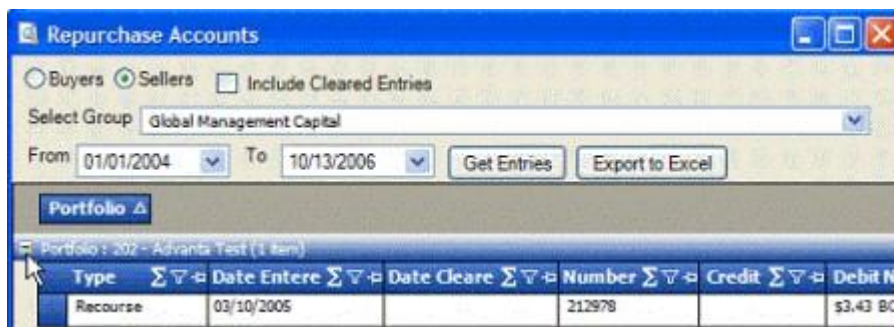 Repurchase Accounts
Buyers Sellers Include Cleared Entries
Select Group Global Management Capital
From 01/01/2004 To 10/13/2006 Get Entries Export to Excel
Portfolio
Portfolio : 202 - Advanta Test (1 item)
Type Date Entere Date Cleare Number Credit Debit N
Recourse 03/10/2005 212978 $3.43 BO